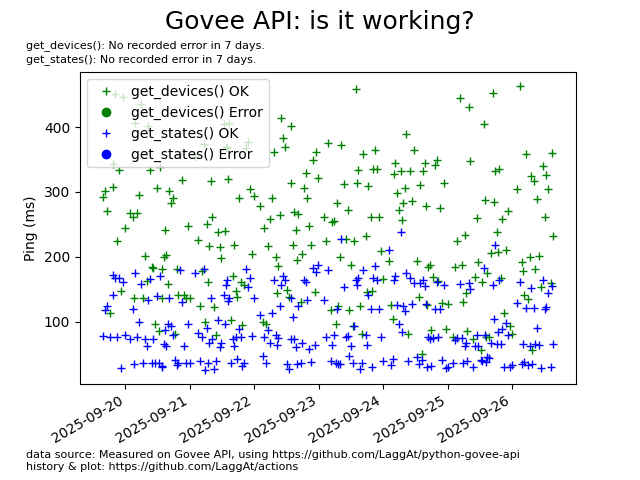 Govee API: is it working?
get_devices(): No recorded error in 7 days.
get_states(): No recorded error in 7 days.
get_devices() OK
get_devices() Error
get_states() OK
get_states() Error
Ping (ms)
400
300
200
100
2025-09-20
2025-09-21
2025-09-22
2025-09-23
2025-09-24
2025-09-25
2025-09-26
data source: Measured on Govee API, using https://github.com/LaggAt/python-govee-api
history & plot: https://github.com/LaggAt/actions